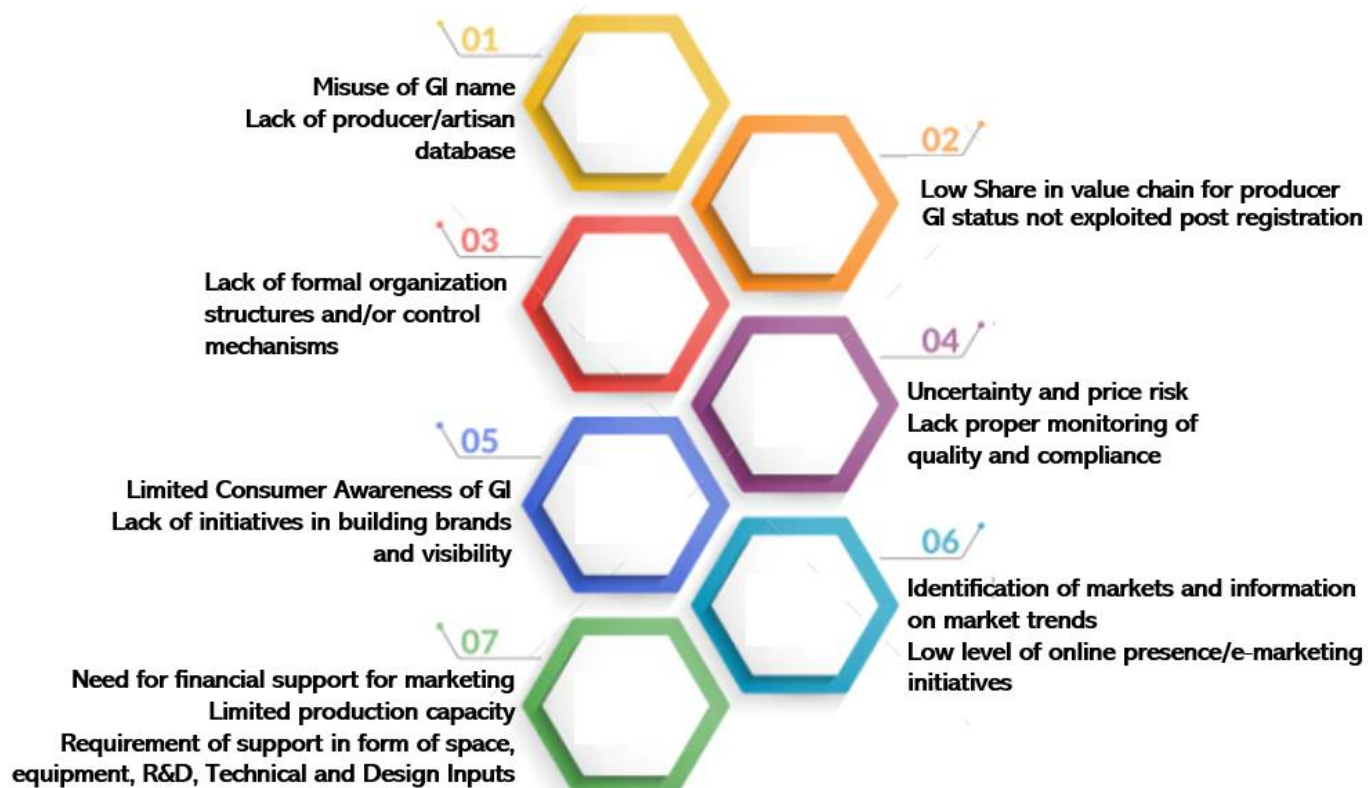 01
Misuse of GI name
Lack of producer/artisan
database
02
Low Share in value chain for producer
GI status not exploited post registration
03
Lack of formal organization
structures and/or control
mechanisms
04
Uncertainty and price risk
Lack proper monitoring of
quality and compliance
05
Limited Consumer Awareness of GI
Lack of initiatives in building brands
and visibility
06
Identification of markets and information
on market trends
Low level of online presence/e-marketing
initiatives
07
Need for financial support for marketing
Limited production capacity
Requirement of support in form of space,
equipment, R&D, Technical and Design Inputs